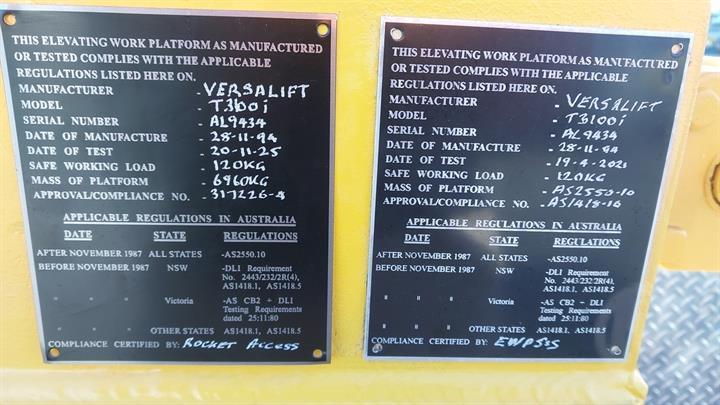 THIS ELEVATING WORK PLATFORM AS MANUFACTURED
OR TESTED COMPLIES WITH THE APPLICABLE
REGULATIONS LISTED HERE ON.
MANUFACTURER - VERSALIFT
MODEL - T3100i
SERIAL NUMBER - AL9434
DATE OF MANUFACTURE - 28-11-94
DATE OF TEST - 20-11-25
SAFE WORKING LOAD - 120KG
MASS OF PLATFORM - 6960KG
APPROVAL/COMPLIANCE NO. - 317226-4
APPLICABLE REGULATIONS IN AUSTRALIA
DATE STATE REGULATIONS
AFTER NOVEMBER 1987 ALL STATES -AS2550.10
BEFORE NOVEMBER 1987 NSW -DLI Requirement
No. 2443/232/2R(4),
AS1418.1, AS1418.5
" " " Victoria -AS CB2 + DLI
Testing Requirements
dated 25:11:80
" " " OTHER STATES AS1418.1, AS1418.5
COMPLIANCE CERTIFIED BY: ROCKET ACCESS
THIS ELEVATING WORK PLATFORM AS MANUFACTURED
OR TESTED COMPLIES WITH THE APPLICABLE
REGULATIONS LISTED HERE ON.
MANUFACTURER - VERSALIFT
MODEL - T3100i
SERIAL NUMBER - AL9434
DATE OF MANUFACTURE - 28-11-94
DATE OF TEST - 19-4-2021
SAFE WORKING LOAD - 120KG
MASS OF PLATFORM - AS2550-10
APPROVAL/COMPLIANCE NO. - AS1418-10
APPLICABLE REGULATIONS IN AUSTRALIA
DATE STATE REGULATIONS
AFTER NOVEMBER 1987 ALL STATES -AS2550.10
BEFORE NOVEMBER 1987 NSW -DLI Requirement
No. 2443/232/2R(4),
AS1418.1, AS1418.5
" " " Victoria -AS CB2 + DLI
Testing Requirements
dated 25:11:80
" " " OTHER STATES AS1418.1, AS1418.5
COMPLIANCE CERTIFIED BY: